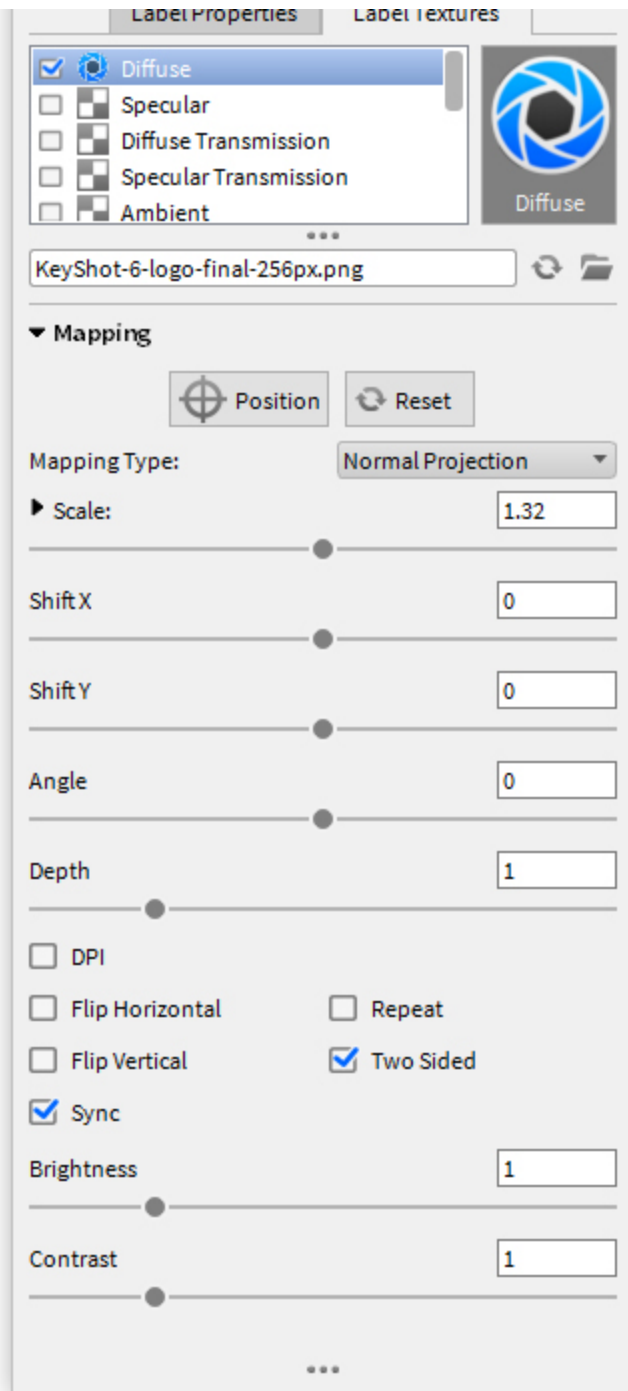 Label Properties Label Textures
Diffuse
Specular
Diffuse Transmission
Specular Transmission
Ambient
Diffuse
KeyShot-6-logo-final-256px.png
Mapping
Position Reset
Mapping Type: Normal Projection
Scale: 1.32
Shift X 0
Shift Y 0
Angle 0
Depth 1
DPI
Flip Horizontal Repeat
Flip Vertical Two Sided
Sync
Brightness 1
Contrast 1